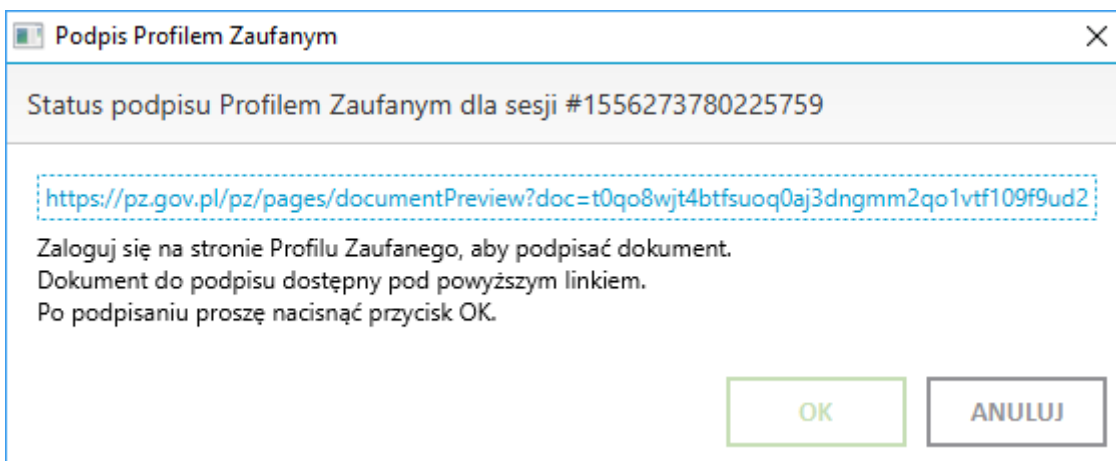 Podpis Profilem Zaufanym
Status podpisu Profilem Zaufanym dla sesji #1556273780225759
https://pz.gov.pl/pz/pages/documentPreview?doc=t0qo8wjt4btfsuoq0aj3dngmm2qo1vtf109f9ud2
Zaloguj się na stronie Profilu Zaufanego, aby podpisać dokument.
Dokument do podpisu dostępny pod powyższym linkiem.
Po podpisaniu proszę nacisnąć przycisk OK.
OK ANULUJ